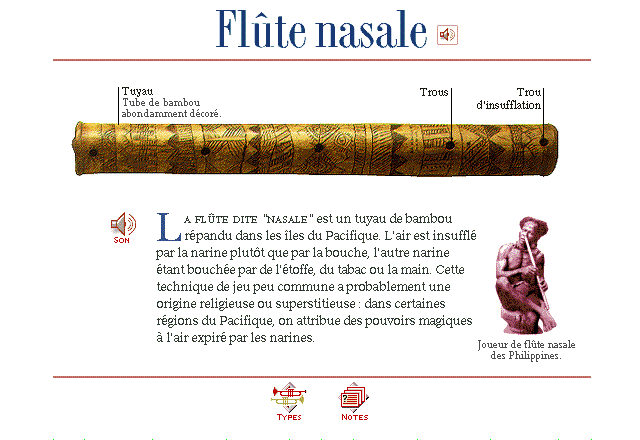 Flûte nasale
Tuyau
Tube de bambou
abondamment décoré.
Trous
Trou
d'insufflation
SON
LA FLÛTE DITE "NASALE" est un tuyau de bambou
répandu dans les îles du Pacifique. L'air est insufflé
par la narine plutôt que par la bouche, l'autre narine
étant bouchée par de l'étoffe, du tabac ou la main. Cette
technique de jeu peu commune a probablement une
origine religieuse ou superstitieuse : dans certaines
régions du Pacifique, on attribue des pouvoirs magiques
à l'air expiré par les narines.
Joueur de flûte nasale
des Philippines.
TYPES
NOTES